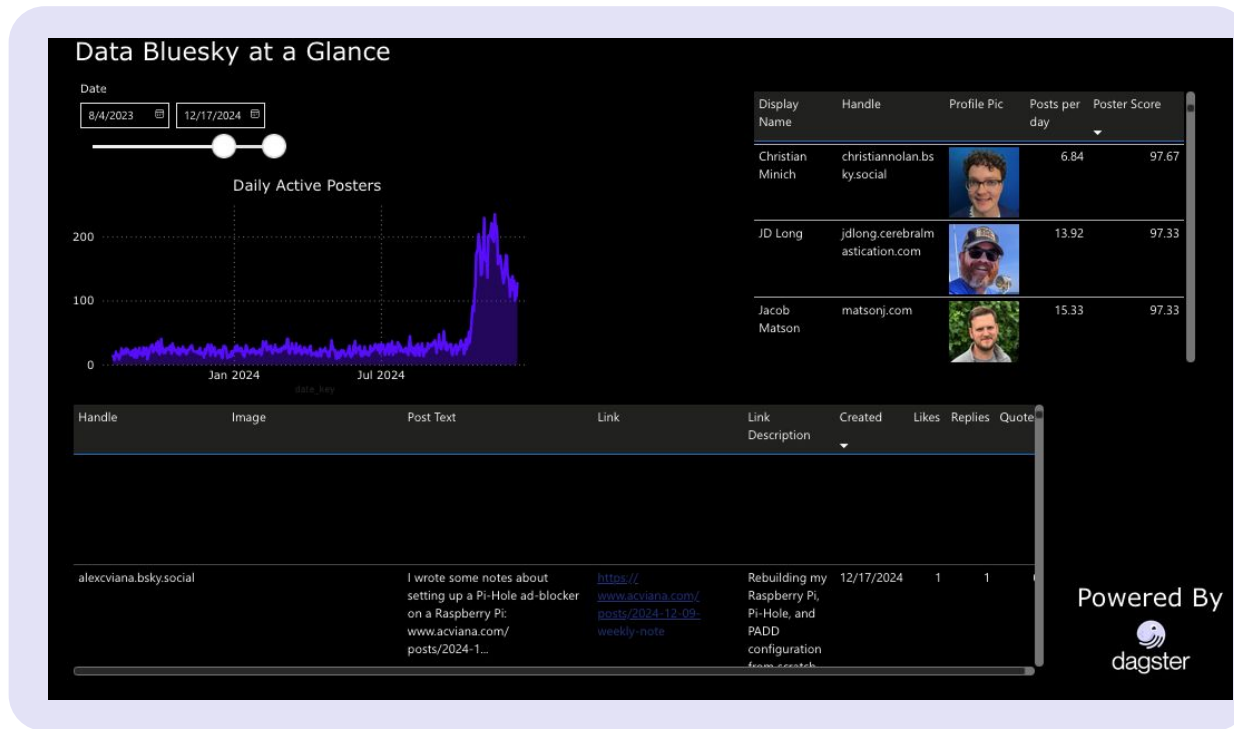 Data Bluesky at a Glance
Date
8/4/2023
12/17/2024
Daily Active Posters
200
100
0
Jan 2024
Jul 2024
date_key
Display Name
Handle
Profile Pic
Posts per day
Poster Score
Christian
Minich
christiannolan.bs
ky.social
6.84
97.67
JD Long
jdlong.cerebralm
astication.com
13.92
97.33
Jacob
Matson
matsonj.com
15.33
97.33
Handle
Image
Post Text
Link
Link
Description
Created
Likes
Replies
Quote
alexcviana.bsky.social
I wrote some notes about
setting up a Pi-Hole ad-blocker
on a Raspberry Pi:
www.acviana.com/
posts/2024-1...
https://
www.acviana.com/
posts/2024-12-09-
weekly-note
Rebuilding my
Raspberry Pi,
Pi-Hole, and
PADD
configuration
from scratch
12/17/2024
1
1
Powered By
dagster